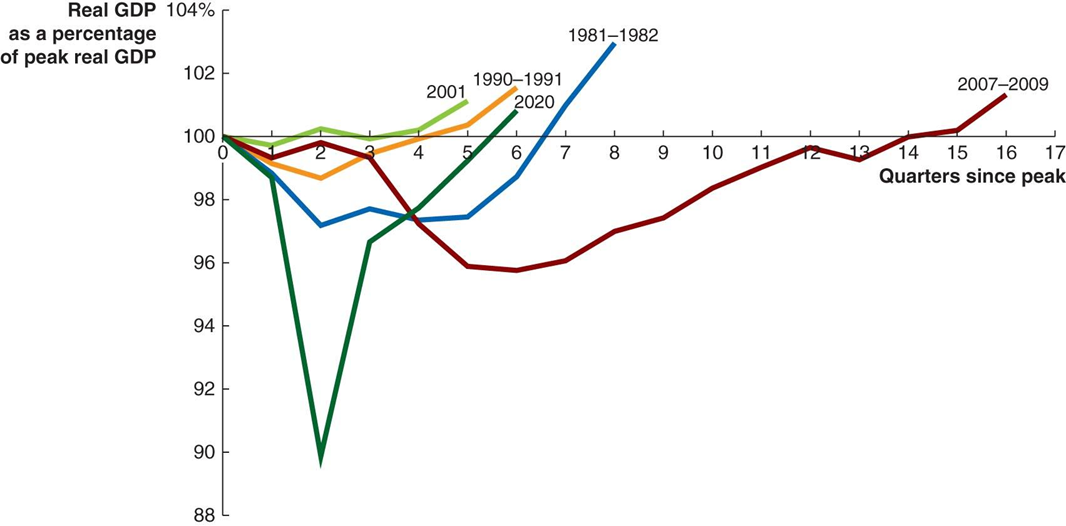 Real GDP
as a percentage
of peak real GDP
104%
102
100
98
96
94
92
90
88
0 1 2 3 4 5 6 7 8 9 10 11 12 13 14 15 16 17
Quarters since peak
2001
1990–1991
2020
1981–1982
2007–2009